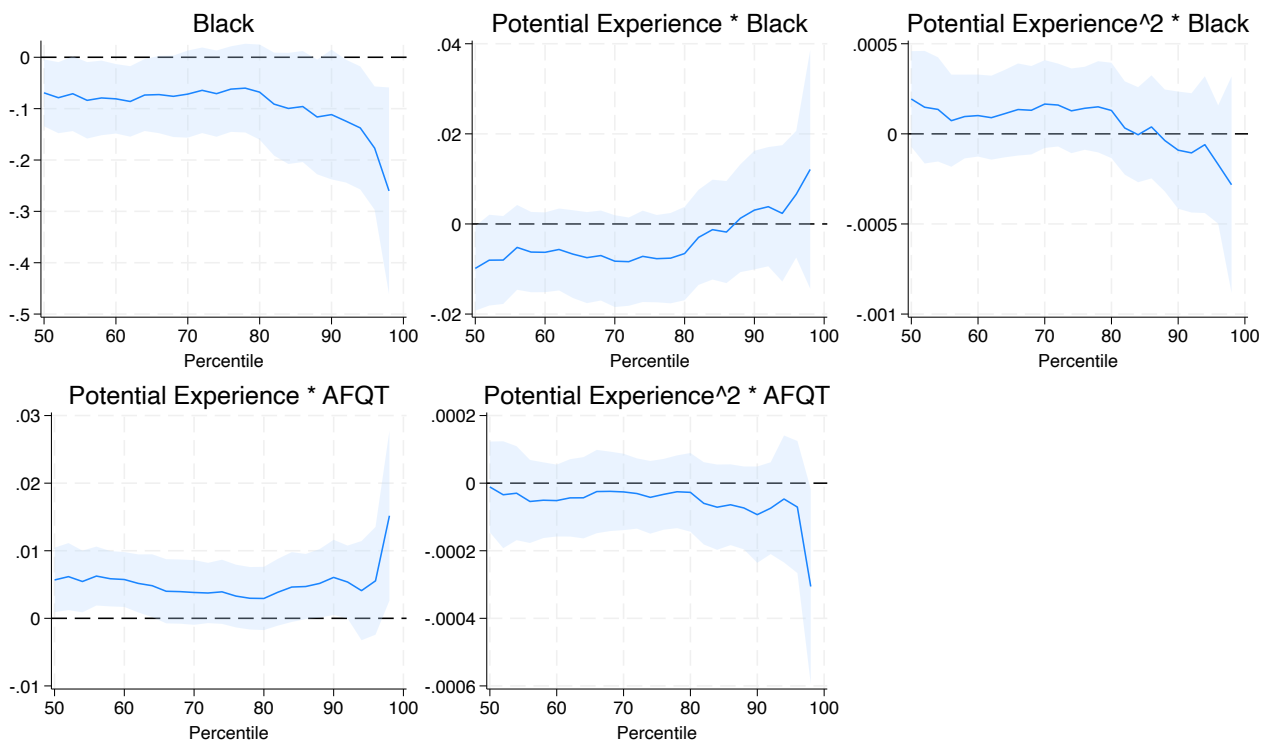 Black
0
-.1
-.2
-.3
-.4
-.5
50 60 70 80 90 100
Percentile
Potential Experience * Black
.04
.02
0
-.02
50 60 70 80 90 100
Percentile
Potential Experience^2 * Black
.0005
0
-.0005
-.001
50 60 70 80 90 100
Percentile
Potential Experience * AFQT
.03
.02
.01
0
-.01
50 60 70 80 90 100
Percentile
Potential Experience^2 * AFQT
.0002
0
-.0002
-.0004
-.0006
50 60 70 80 90 100
Percentile